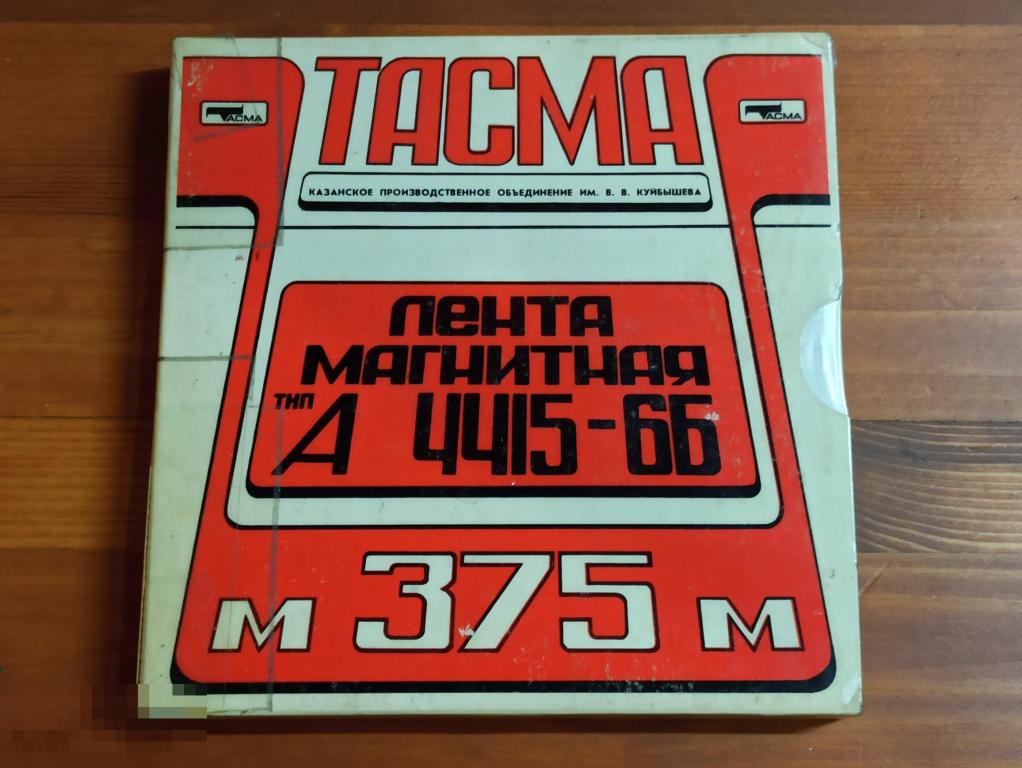 ТАСМА
ТАСМА
ТАСМА
КАЗАНСКОЕ ПРОИЗВОДСТВЕННОЕ ОБЪЕДИНЕНИЕ ИМ. В. В. КУЙБЫШЕВА
ЛЕНТА
МАГНИТНАЯ
ТИП А 4415-6Б
М 375 М